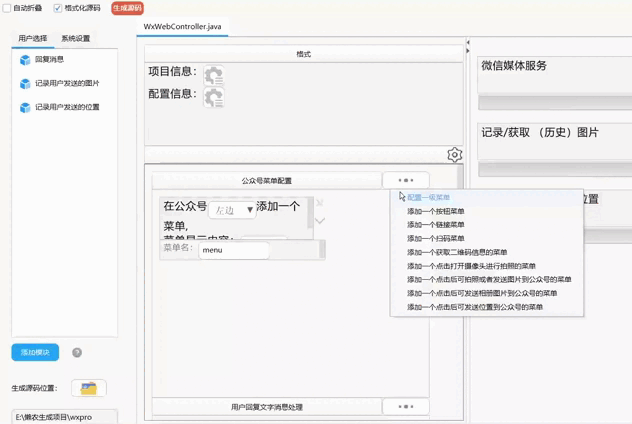 自动折叠 格式化源码 生成源码
用户选择 系统设置
回复消息
记录用户发送的图片
记录用户发送的位置
添加模块
?
生成源码位置：
E:\懒农生成项目\wxpro
WxWebController.java
格式
项目信息：
配置信息：
公众号菜单配置
在公众号 左边 添加一个
菜单,
菜单显示内容：
菜单名： menu
用户回复文字消息处理
配置一级菜单
添加一个按钮菜单
添加一个链接菜单
添加一个扫码菜单
添加一个获取二维码信息的菜单
添加一个点击打开摄像头进行拍照的菜单
添加一个点击后可拍照或者发送图片到公众号的菜单
添加一个点击后可发送相册图片到公众号的菜单
添加一个点击后可发送位置到公众号的菜单
微信媒体服务
记录/获取 （历史）图片
位置